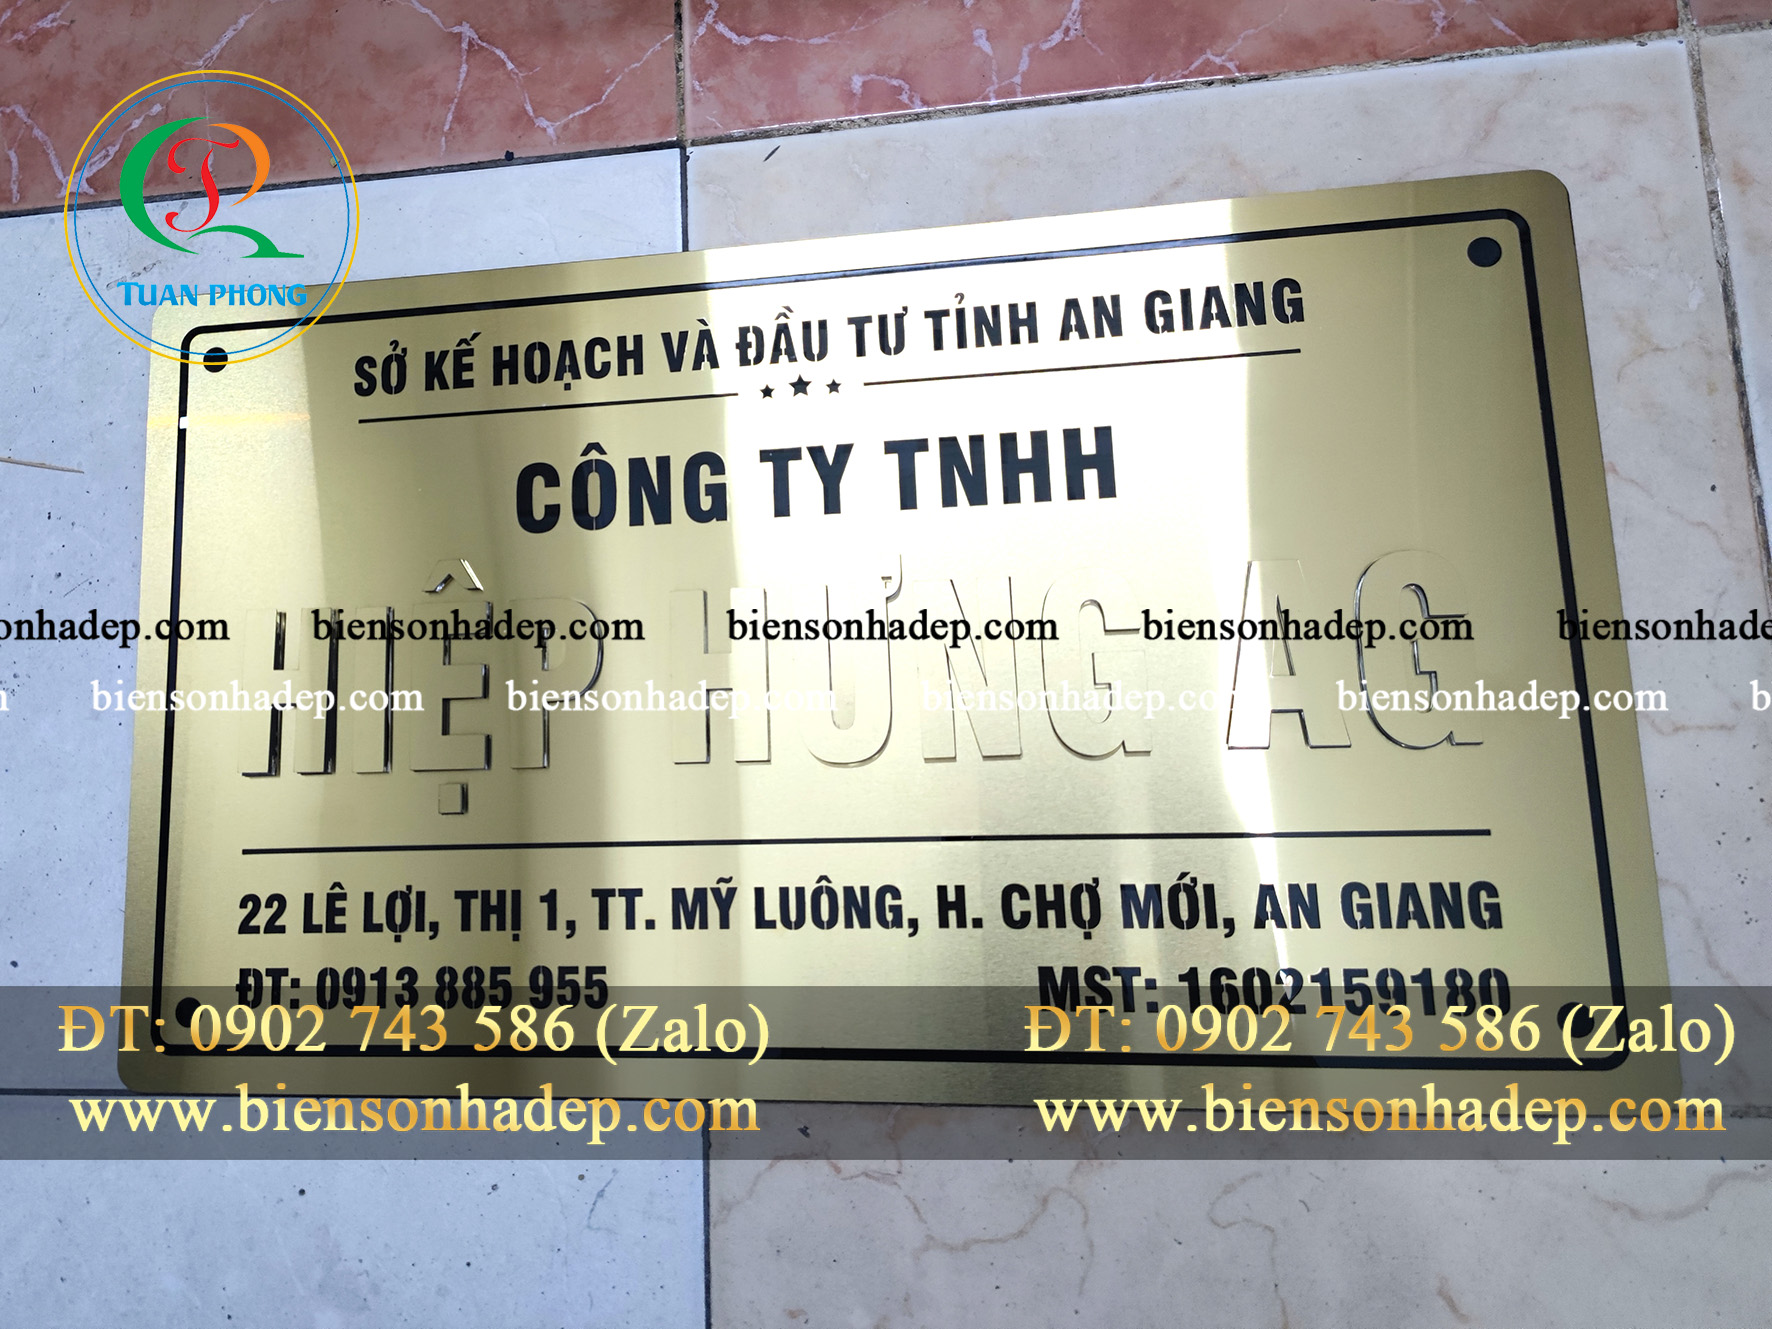 TUAN PHONG
SỞ KẾ HOẠCH VÀ ĐẦU TƯ TỈNH AN GIANG
CÔNG TY TNHH
HIỆP HƯNG AG
onhadep.com biensonhadep.com biensonhadep.com biensonhadep.com biensonhade
biensonhadep.com biensonhadep.com biensonhadep.com biensonhadep.com b
22 LÊ LỢI, THỊ 1, TT. MỸ LUÔNG, H. CHỢ MỚI, AN GIANG
ĐT: 0913 885 955 MST: 1602159180
ĐT: 0902 743 586 (Zalo) ĐT: 0902 743 586 (Zalo)
www.biensonhadep.com www.biensonhadep.com